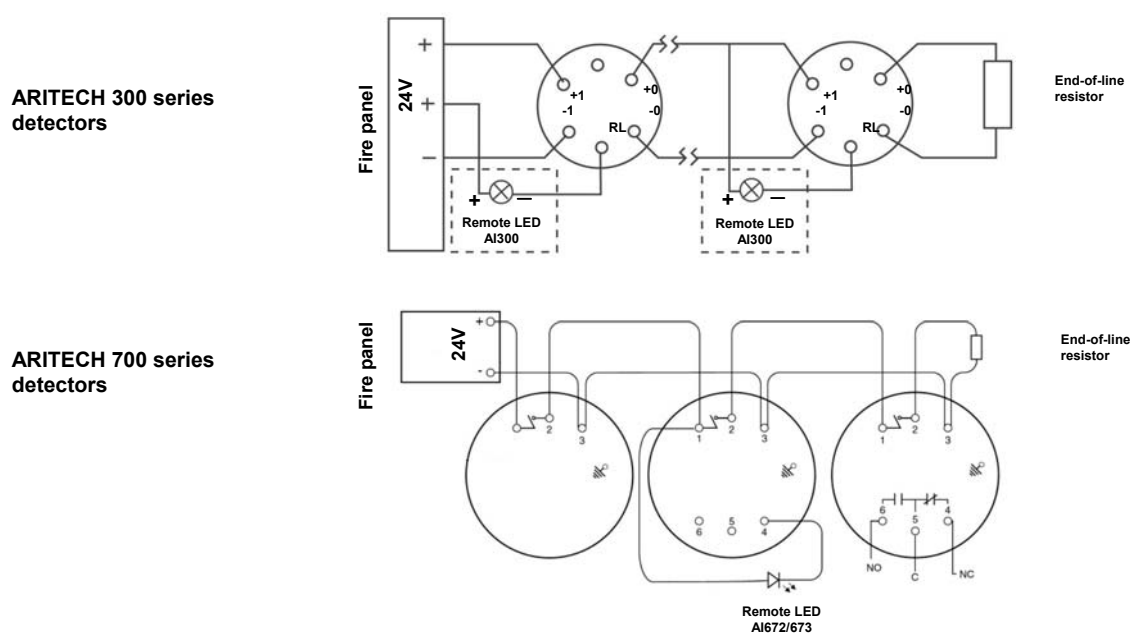 ARITECH 300 series
detectors
Fire panel
24V
+
+
−
+1
-1
+0
-0
RL
+1
-1
+0
-0
RL
+ −
Remote LED
AI300
+ −
Remote LED
AI300
End-of-line
resistor
ARITECH 700 series
detectors
Fire panel
24V
+
-
2
3
1
2
3
6
5
4
1
2
3
6
5
4
NO
C
NC
Remote LED
AI672/673
End-of-line
resistor